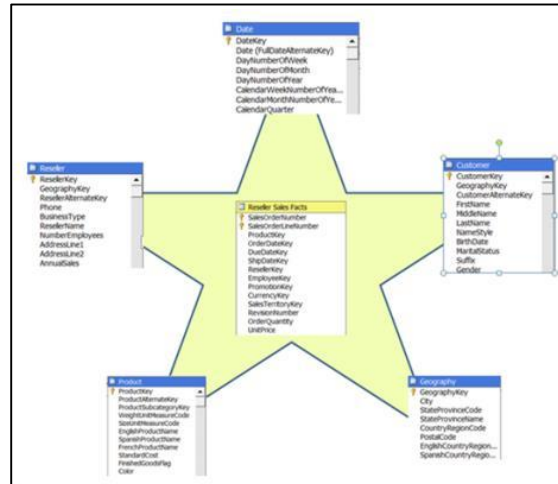 Date
DateKey
Date (FullDateAlternateKey)
DayNumberOfWeek
DayNumberOfMonth
DayNumberOfYear
CalendarWeekNumberOfYea...
CalendarMonthNumberOfYe...
CalendarQuarter
Reseller
ResellerKey
GeographyKey
ResellerAlternateKey
Phone
BusinessType
ResellerName
NumberEmployees
AddressLine1
AddressLine2
AnnualSales
Customer
CustomerKey
GeographyKey
CustomerAlternateKey
FirstName
MiddleName
LastName
NameStyle
BirthDate
MaritalStatus
Suffix
Gender
Reseller Sales Facts
SalesOrderNumber
SalesOrderLineNumber
ProductKey
OrderDateKey
DueDateKey
ShipDateKey
ResellerKey
EmployeeKey
PromotionKey
CurrencyKey
SalesTerritoryKey
RevisionNumber
OrderQuantity
UnitPrice
Product
ProductKey
ProductAlternateKey
ProductSubcategoryKey
WeightUnitMeasureCode
SizeUnitMeasureCode
EnglishProductName
SpanishProductName
FrenchProductName
StandardCost
FinishedGoodsFlag
Color
Geography
GeographyKey
City
StateProvinceCode
StateProvinceName
CountryRegionCode
PostalCode
EnglishCountryRegio...
SpanishCountryRegio...